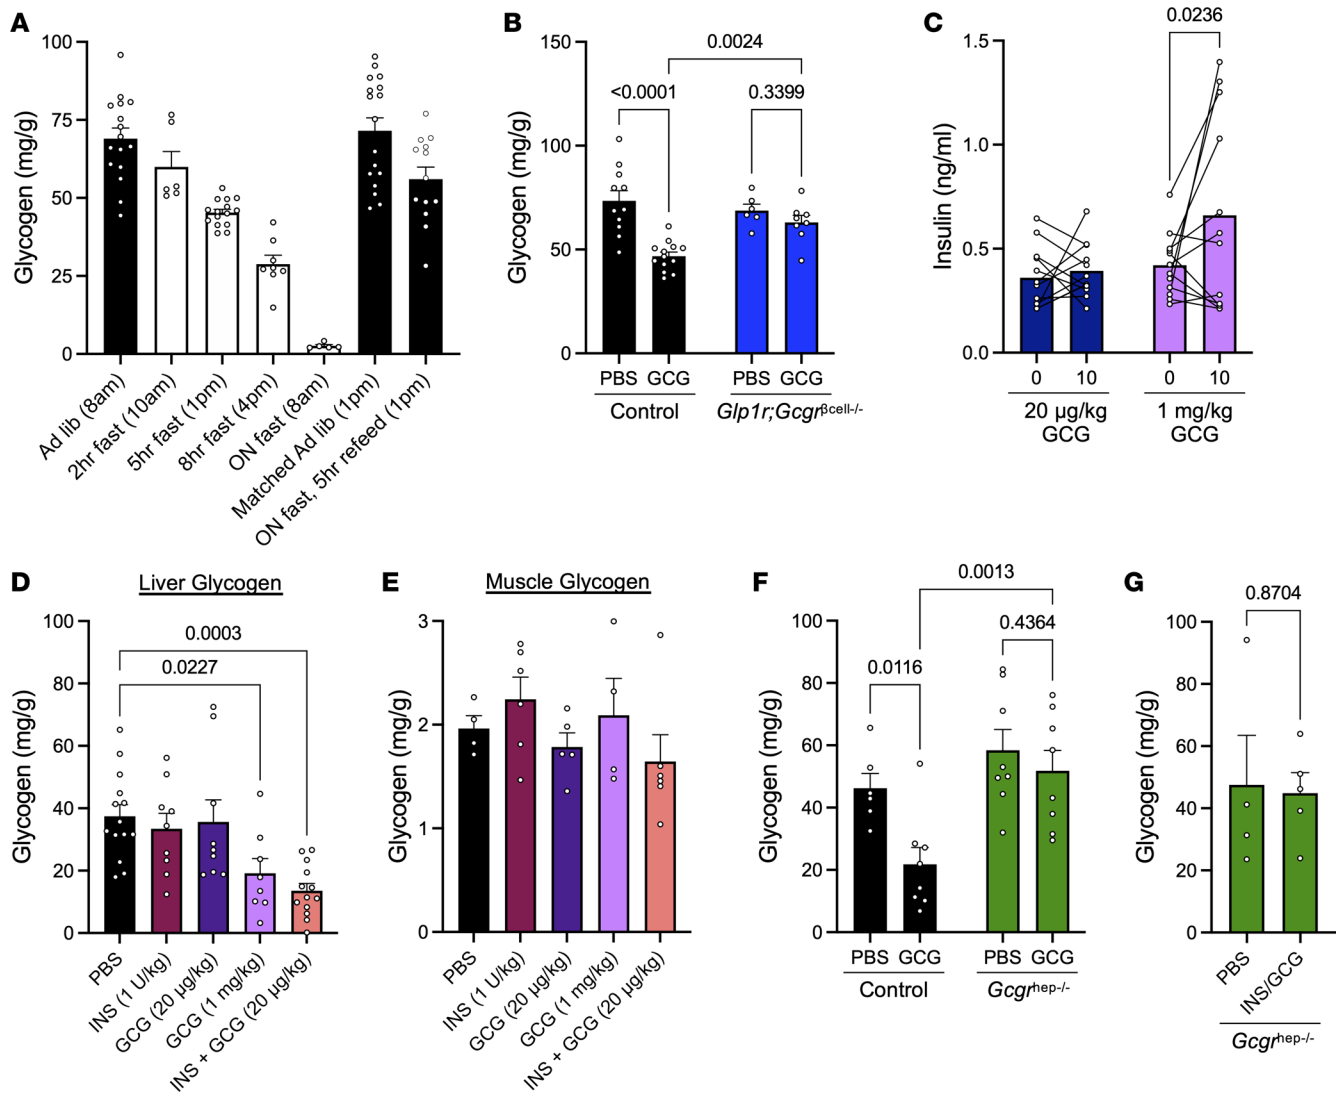 A
Glycogen (mg/g)
100
75
50
25
0
Ad lib (8am)
2hr fast (10am)
5hr fast (1pm)
8hr fast (4pm)
ON fast (8am)
Matched Ad lib (1pm)
ON fast, 5hr refeed (1pm)
B
Glycogen (mg/g)
150
100
50
0
0.0024
<0.0001
0.3399
PBS GCG PBS GCG
Control Glp1r;Gcgrβcell-/-
C
Insulin (ng/ml)
1.5
1.0
0.5
0.0
0.0236
0 10 0 10
20 µg/kg 1 mg/kg
GCG GCG
D
Liver Glycogen
Glycogen (mg/g)
100
80
60
40
20
0
0.0003
0.0227
PBS
INS (1 U/kg)
GCG (20 µg/kg)
GCG (1 mg/kg)
INS + GCG (20 µg/kg)
E
Muscle Glycogen
Glycogen (mg/g)
3
2
1
0
PBS
INS (1 U/kg)
GCG (20 µg/kg)
GCG (1 mg/kg)
INS + GCG (20 µg/kg)
F
Glycogen (mg/g)
100
80
60
40
20
0
0.0013
0.4364
0.0116
PBS GCG PBS GCG
Control Gcgrhep-/-
G
Glycogen (mg/g)
100
80
60
40
20
0
0.8704
PBS
INS/GCG
Gcgrhep-/-